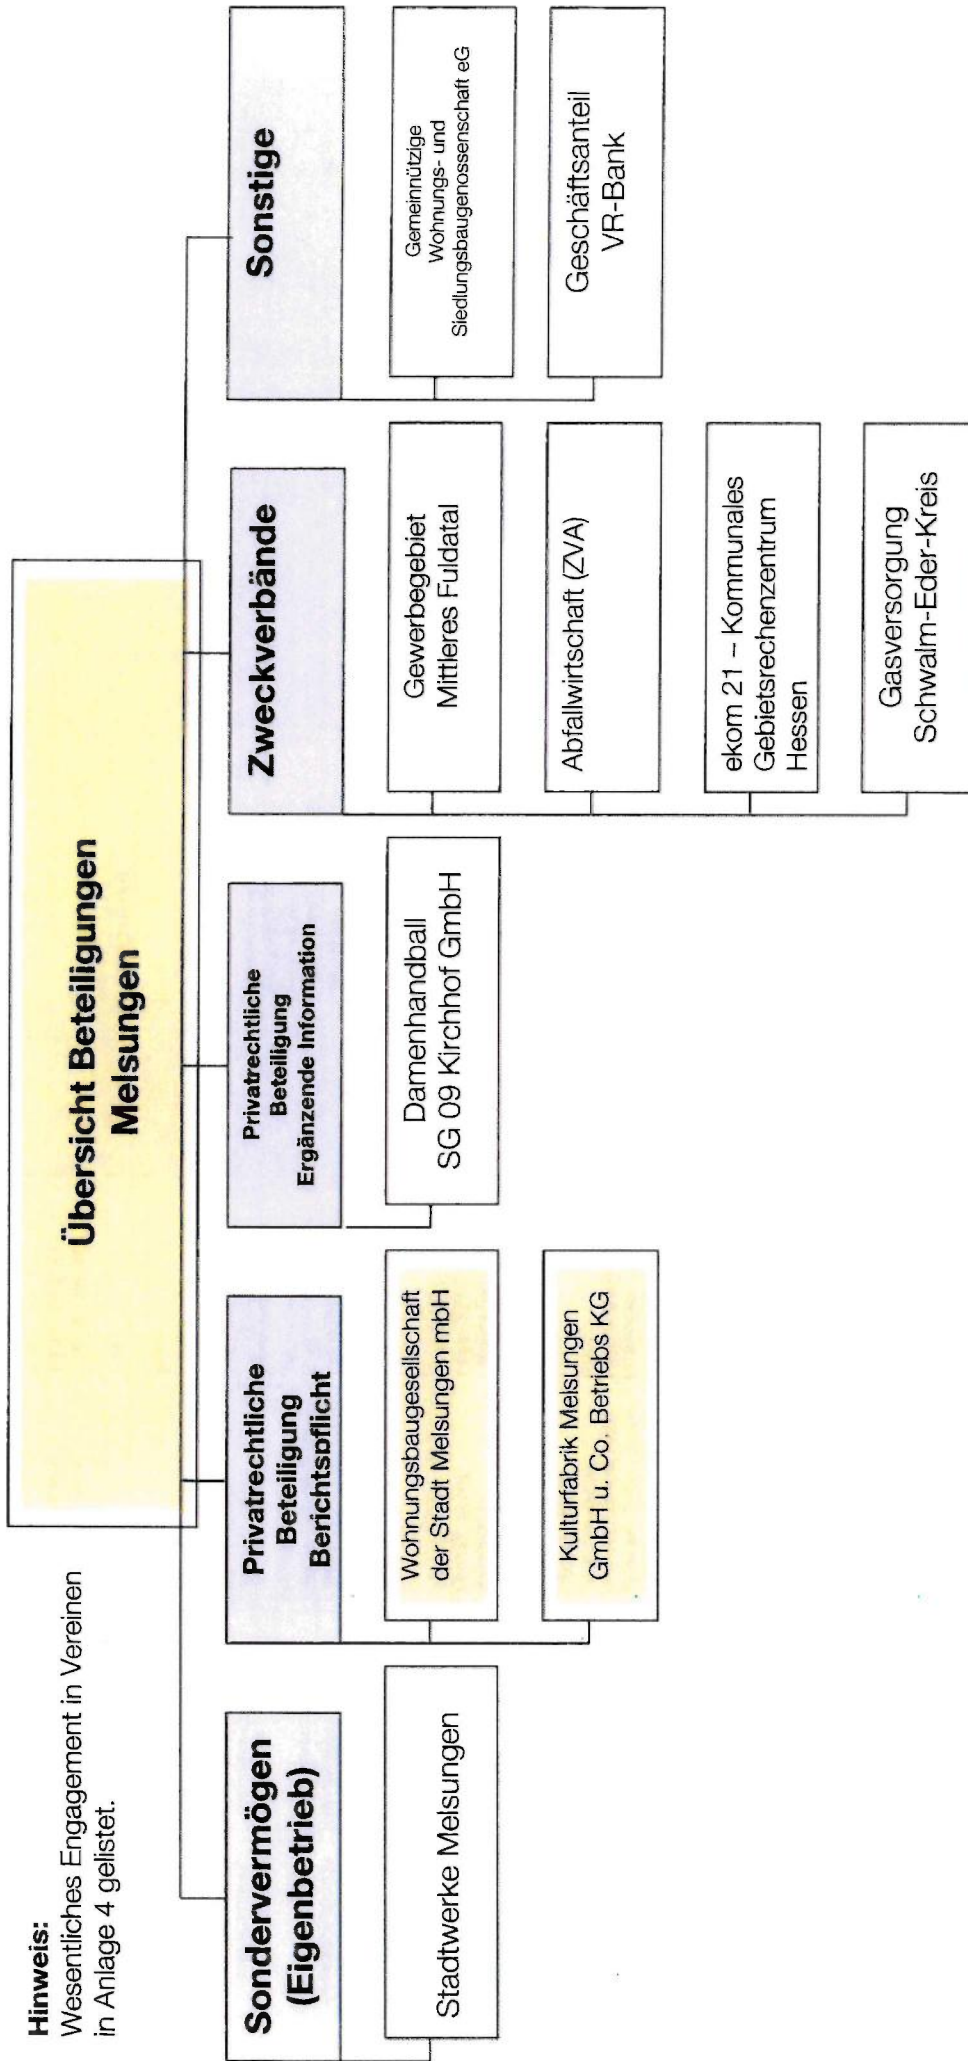 Hinweis:
Wesentliches Engagement in Vereinen
in Anlage 4 gelistet.
Übersicht Beteiligungen
Melsungen
Sondervermögen
(Eigenbetrieb)
Stadtwerke Melsungen
Privatrechtliche
Beteiligung
Berichtspflicht
Wohnungsbaugesellschaft
der Stadt Melsungen mbH
Kulturfabrik Melsungen
GmbH u. Co. Betriebs KG
Privatrechtliche
Beteiligung
Ergänzende Information
Damenhandball
SG 09 Kirchhof GmbH
Zweckverbände
Gewerbegebiet
Mittleres Fuldatal
Abfallwirtschaft (ZVA)
ekom 21 – Kommunales
Gebietsrechenzentrum
Hessen
Gasversorgung
Schwalm-Eder-Kreis
Sonstige
Gemeinnützige
Wohnungs- und
Siedlungsbaugenossenschaft eG
Geschäftsanteil
VR-Bank